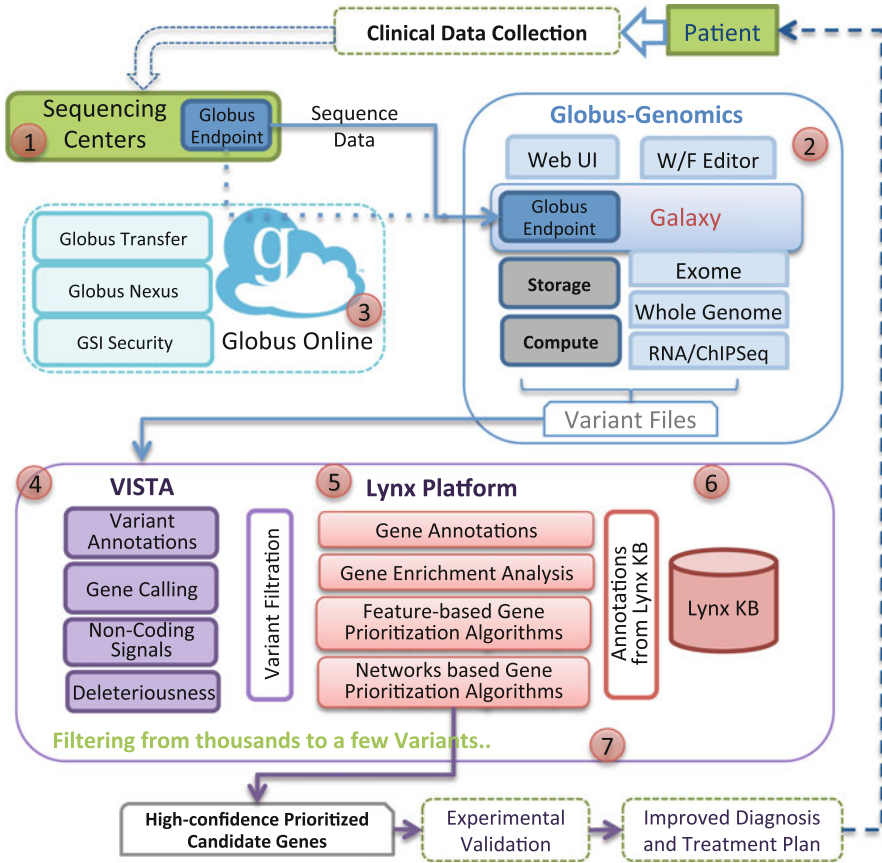 Clinical Data Collection
Patient
Sequencing
Centers
1
Globus
Endpoint
Sequence
Data
Globus-Genomics
2
Web UI
W/F Editor
Globus
Endpoint
Galaxy
Storage
Compute
Exome
Whole Genome
RNA/ChIPSeq
Variant Files
Globus Transfer
Globus Nexus
GSI Security
g
3
Globus Online
4
VISTA
Variant
Annotations
Gene Calling
Non-Coding
Signals
Deleteriousness
Variant Filtration
5
Lynx Platform
Gene Annotations
Gene Enrichment Analysis
Feature-based Gene
Prioritization Algorithms
Networks based Gene
Prioritization Algorithms
Annotations
from Lynx KB
6
Lynx KB
Filtering from thousands to a few Variants..
7
High-confidence Prioritized
Candidate Genes
Experimental
Validation
Improved Diagnosis
and Treatment Plan